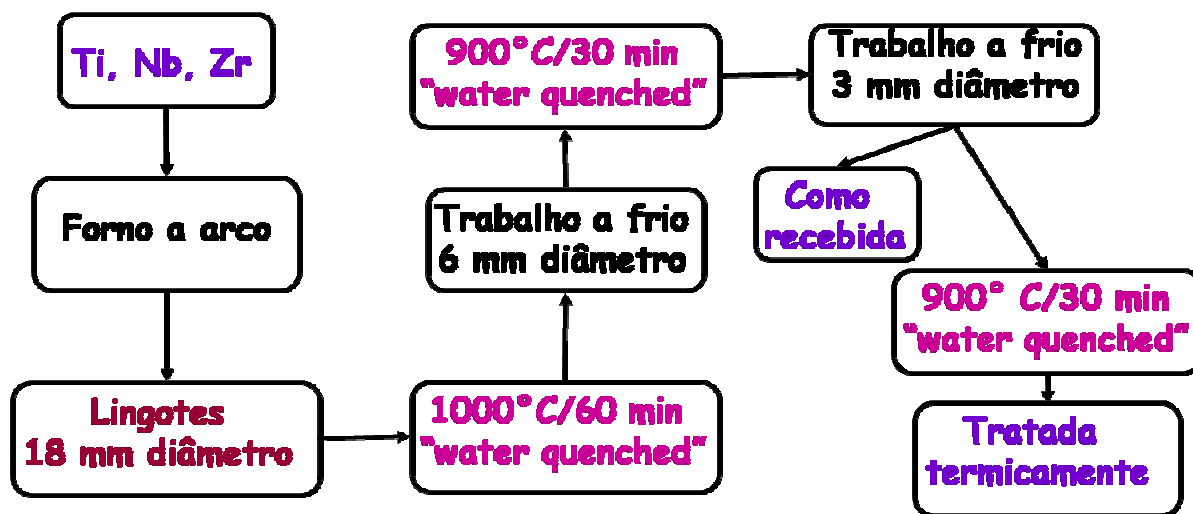 Ti, Nb, Zr
Forno a arco
Lingotes
18 mm diâmetro
1000°C/60 min
“water quenched”
Trabalho a frio
6 mm diâmetro
900°C/30 min
“water quenched”
Trabalho a frio
3 mm diâmetro
Como
recebida
900° C/30 min
“water quenched”
Tratada
termicamente